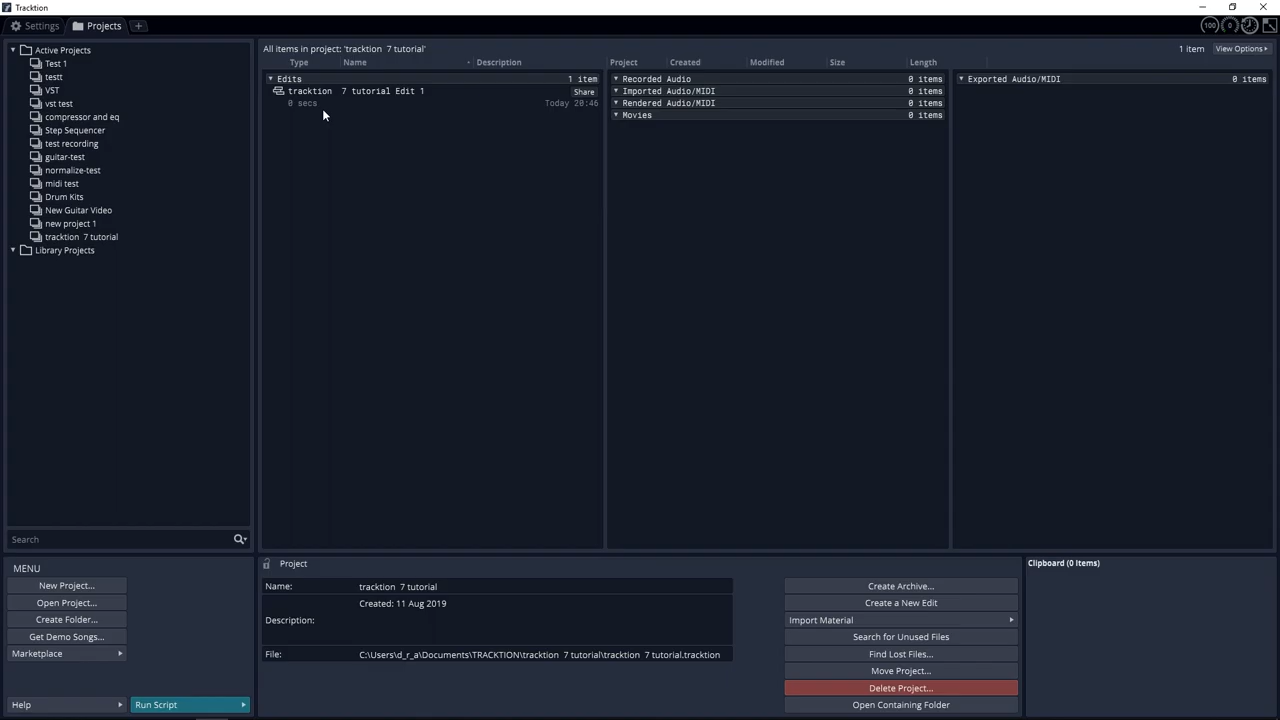 Tracktion
Settings
Projects
100
0
Active Projects
Test 1
testt
VST
vst test
compressor and eq
Step Sequencer
test recording
guitar-test
normalize-test
midi test
Drum Kits
New Guitar Video
new project 1
tracktion  7 tutorial
Library Projects
Search
All items in project: 'tracktion  7 tutorial'
1 item
View Options
Type Name Description Project Created Modified Size Length
Edits 1 item
tracktion  7 tutorial Edit 1 Share
0 secs Today 20:46
Recorded Audio 0 items
Imported Audio/MIDI 0 items
Rendered Audio/MIDI 0 items
Movies 0 items
Exported Audio/MIDI 0 items
MENU
New Project...
Open Project...
Create Folder...
Get Demo Songs...
Marketplace
Help
Run Script
Project
Name: tracktion  7 tutorial
Created: 11 Aug 2019
Description:
File: C:\Users\d_r_a\Documents\TRACKTION\tracktion  7 tutorial\tracktion  7 tutorial.tracktion
Create Archive...
Create a New Edit
Import Material
Search for Unused Files
Find Lost Files...
Move Project...
Delete Project...
Open Containing Folder
Clipboard (0 Items)